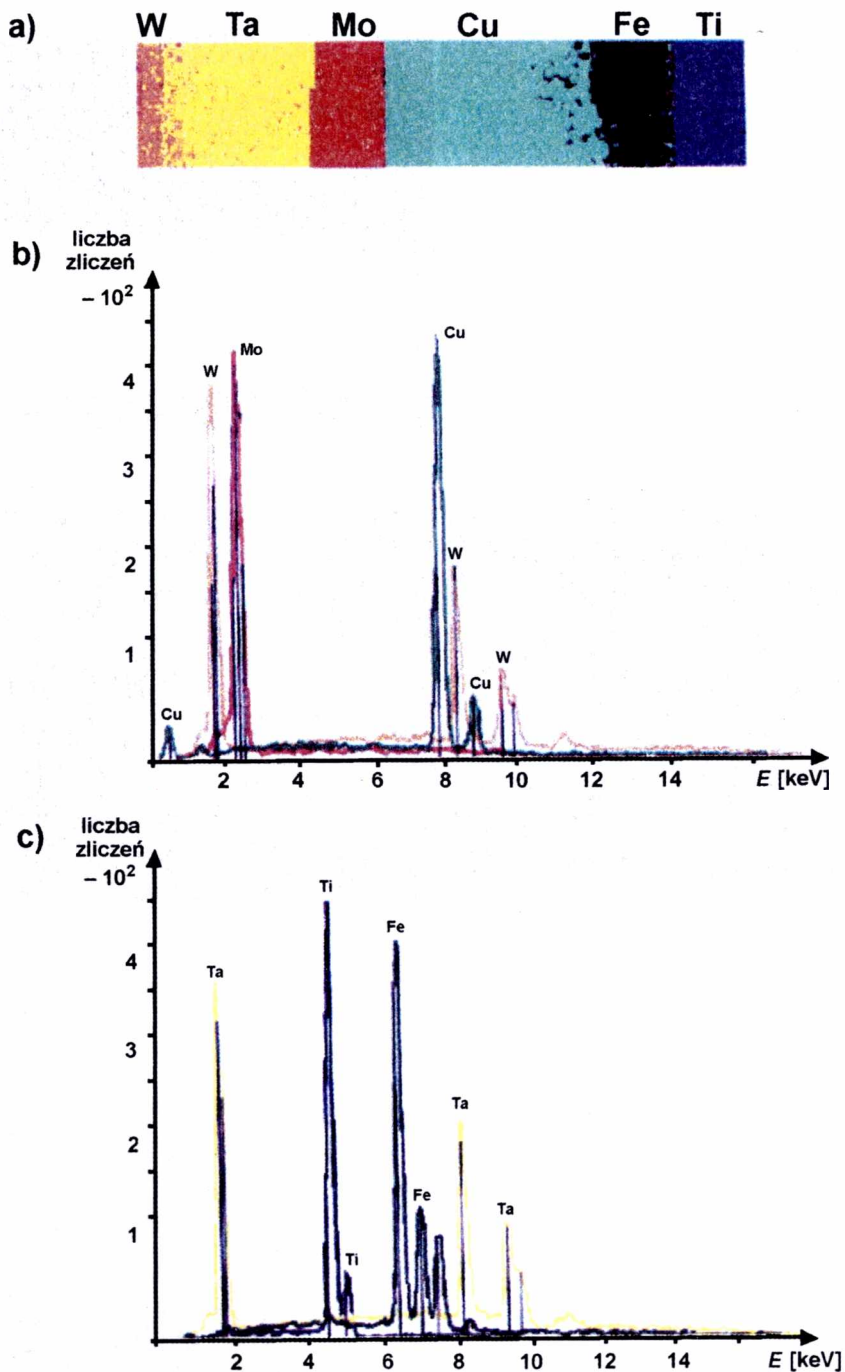 a) W Ta Mo Cu Fe Ti
b) liczba
zliczeń
– 10²
4
3
2
1
Cu
W
Mo
Cu
W
Cu
W
2 4 6 8 10 12 14 E [keV]
c) liczba
zliczeń
– 10²
4
3
2
1
Ta
Ti
Ti
Fe
Fe
Ta
Ta
2 4 6 8 10 12 14 E [keV]